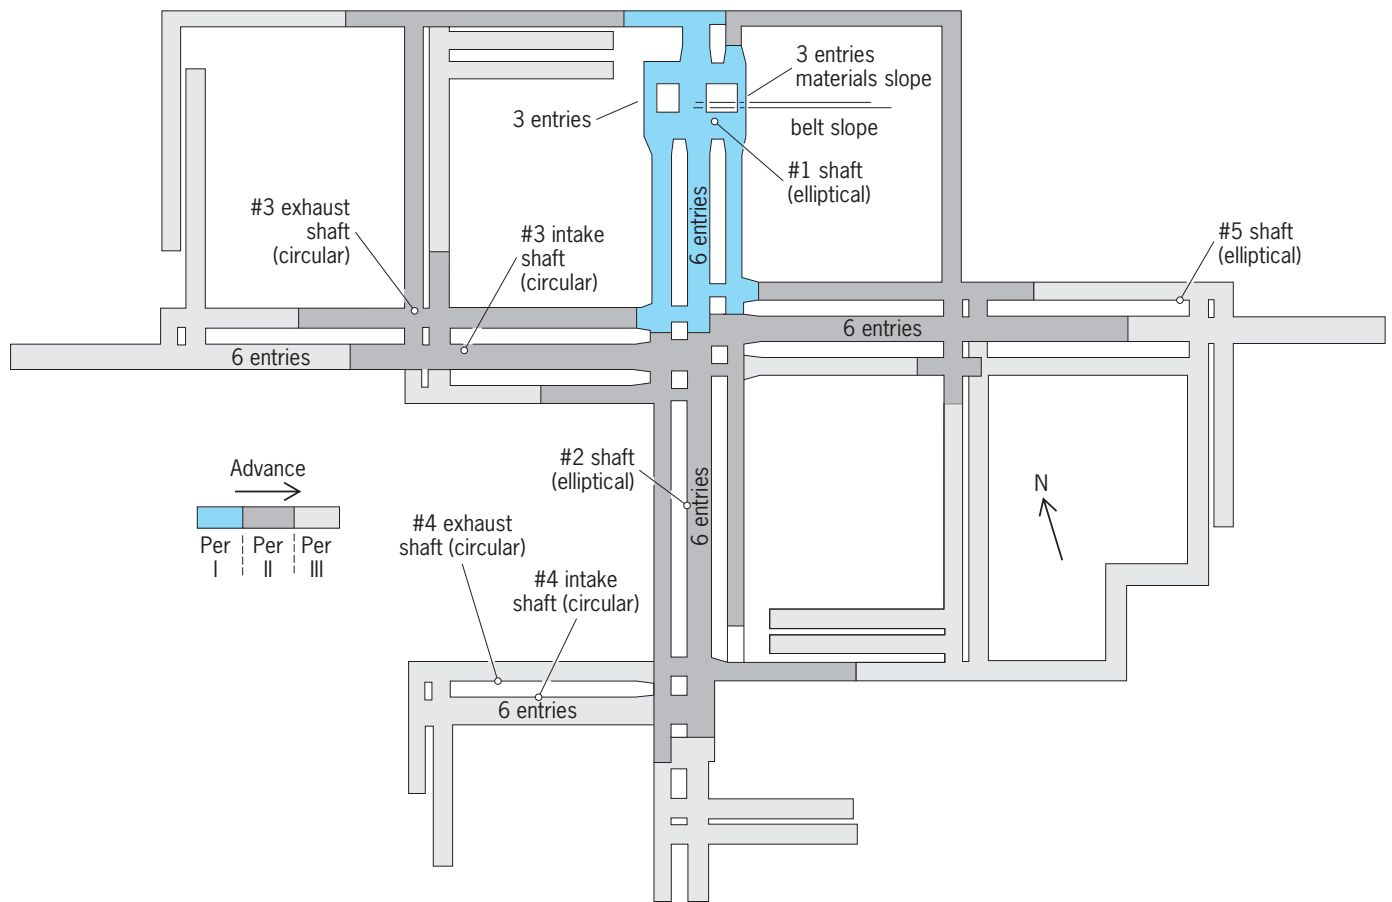 3 entries
materials slope
3 entries
belt slope
#1 shaft
(elliptical)
6 entries
#3 exhaust
shaft
(circular)
#3 intake
shaft
(circular)
#5 shaft
(elliptical)
6 entries
6 entries
#2 shaft
(elliptical)
6 entries
Advance
Per
I
Per
II
Per
III
N
#4 exhaust
shaft (circular)
#4 intake
shaft (circular)
6 entries